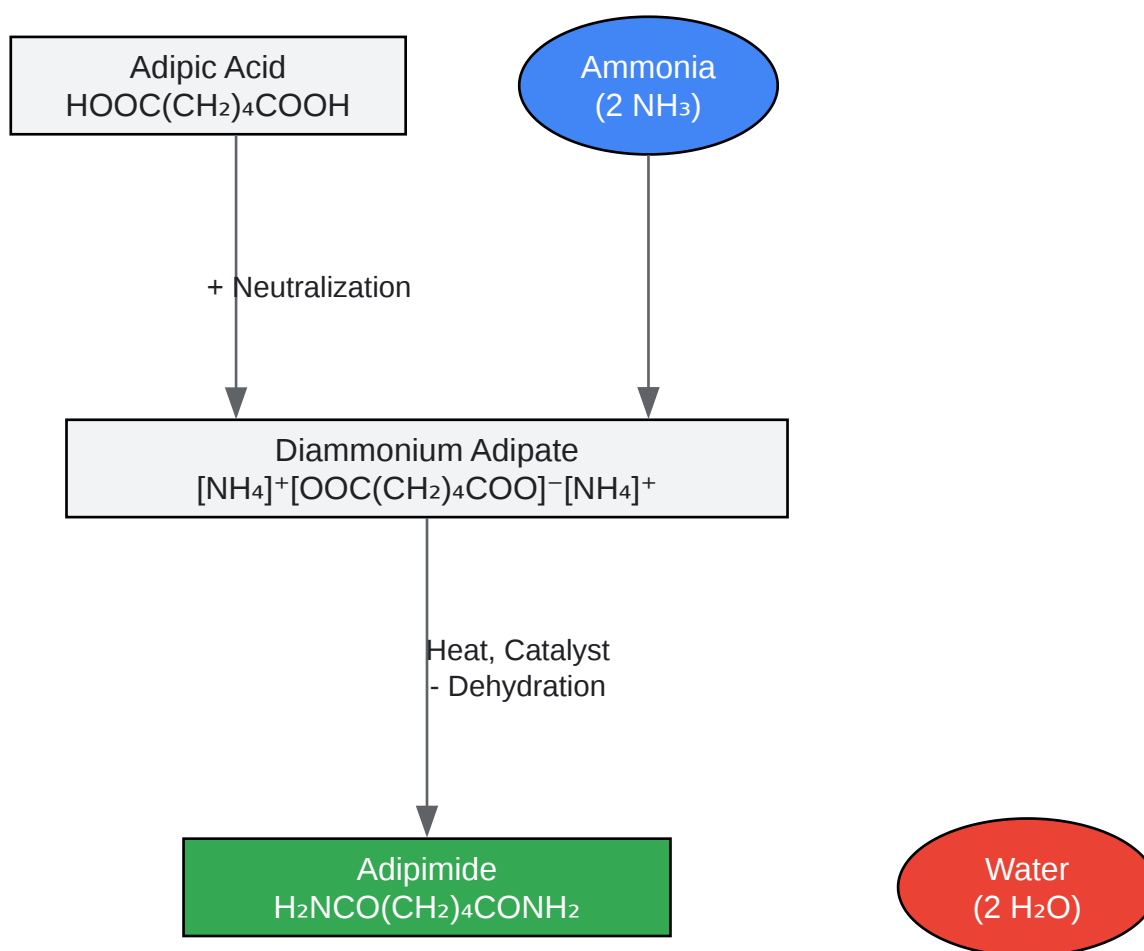 Adipic Acid
HOOC(CH₂)₄COOH
Ammonia
(2 NH₃)
+ Neutralization
Diammonium Adipate
[NH₄]⁺[OOC(CH₂)₄COO]⁻[NH₄]⁺
Heat, Catalyst
- Dehydration
Adipimide
H₂NCO(CH₂)₄CONH₂
Water
(2 H₂O)